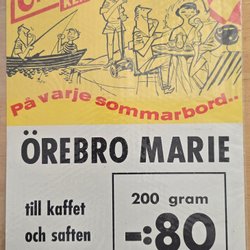 På varje sommarbord..
ÖREBRO MARIE
till kaffet
och saften
200 gram
-:80